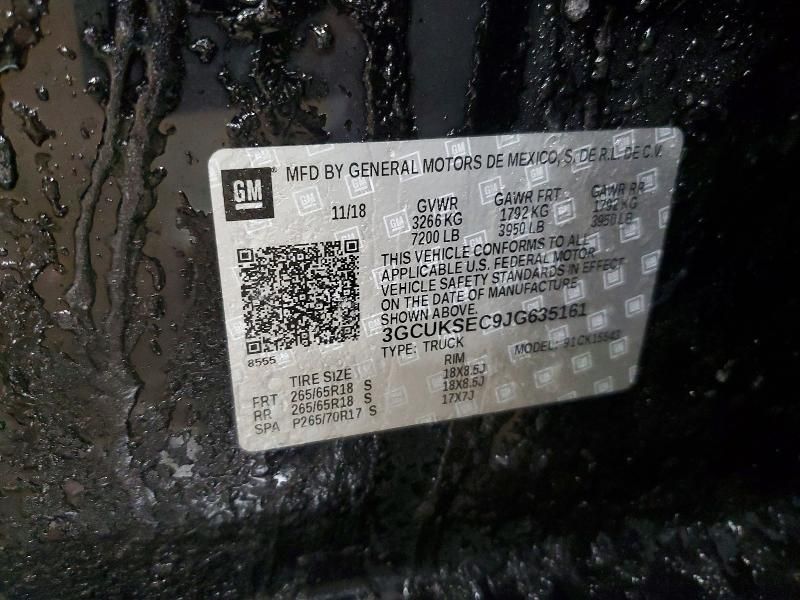 GM
MFD BY GENERAL MOTORS DE MEXICO, S. DE R.L. DE C.V.
11/18 GVWR GAWR FRT GAWR RR
3266 KG 1792 KG 1792 KG
7200 LB 3950 LB 3950 LB
THIS VEHICLE CONFORMS TO ALL
APPLICABLE U.S. FEDERAL MOTOR
VEHICLE SAFETY STANDARDS IN EFFECT
ON THE DATE OF MANUFACTURE
SHOWN ABOVE.
3GCUKSEC9JG635161
TYPE: TRUCK MODEL: 91CK15543
8555
TIRE SIZE RIM
FRT 265/65R18 S 18X8.5J
RR 265/65R18 S 18X8.5J
SPA P265/70R17 S 17X7J